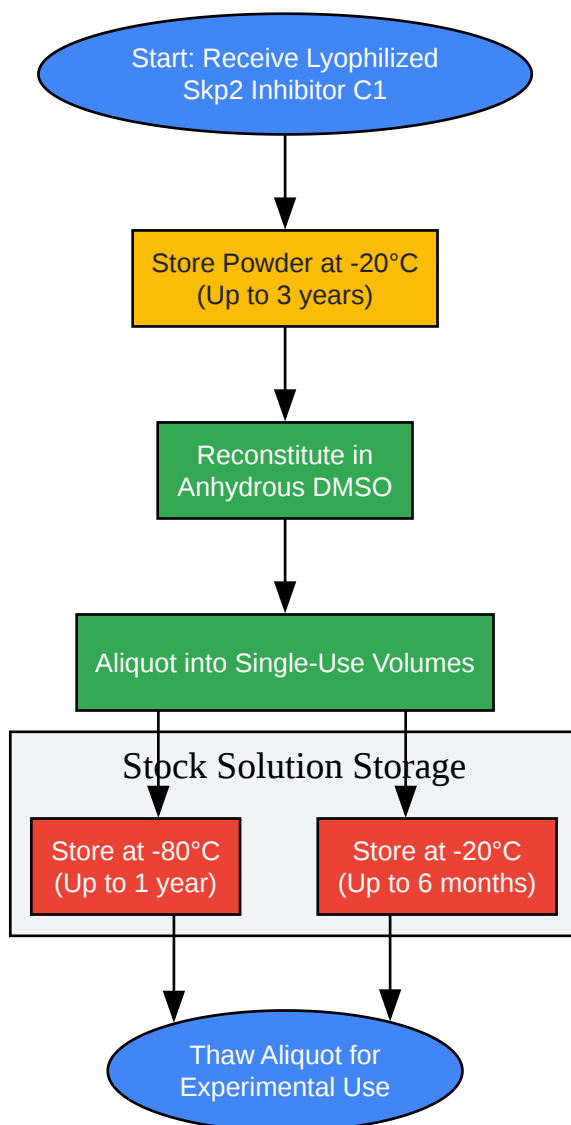 Start: Receive Lyophilized
Skp2 Inhibitor C1
Store Powder at -20°C
(Up to 3 years)
Reconstitute in
Anhydrous DMSO
Aliquot into Single-Use Volumes
Stock Solution Storage
Store at -80°C
(Up to 1 year)
Store at -20°C
(Up to 6 months)
Thaw Aliquot for
Experimental Use